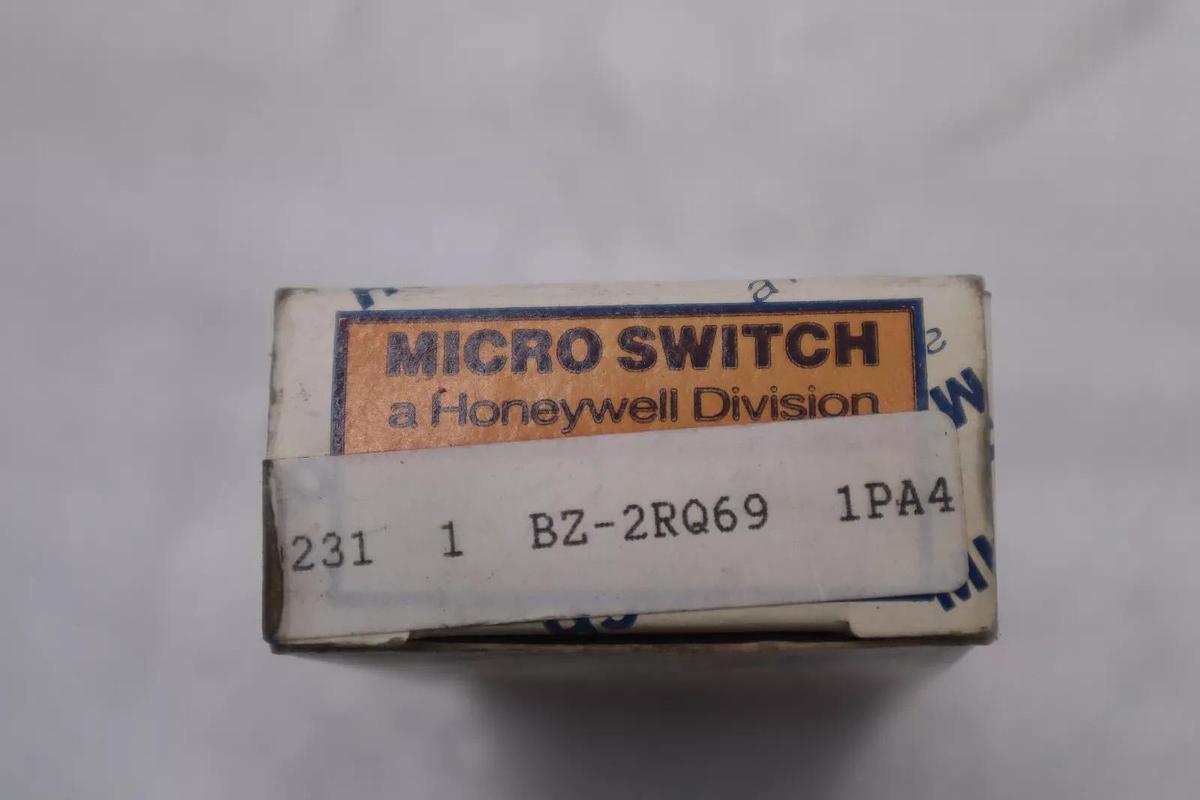 MICRO SWITCH
a Honeywell Division
231 1 BZ-2RQ69 1PA4